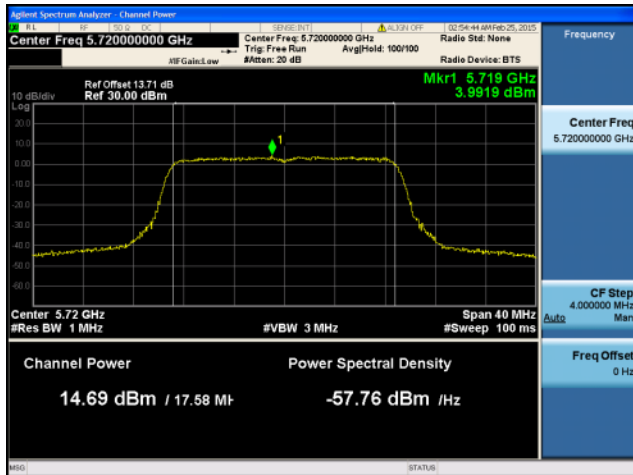 Agilent Spectrum Analyzer - Channel Power
RL RF 50 Ω DC SENSE:INT ALIGN OFF 02:54:44 AM Feb 25, 2015
Center Freq 5.720000000 GHz Center Freq: 5.720000000 GHz Radio Std: None Frequency
Trig: Free Run Avg|Hold: 100/100
#IFGain:Low #Atten: 20 dB Radio Device: BTS
Mkr1 5.719 GHz
Ref Offset 13.71 dB
10 dB/div Ref 30.00 dBm 3.9919 dBm
Log
20.0
10.0
0.00
-10.0
-20.0
-30.0
-40.0
-50.0
-60.0
1
Center Freq
5.720000000 GHz
Center 5.72 GHz Span 40 MHz
#Res BW 1 MHz #VBW 3 MHz #Sweep 100 ms
CF Step
4.000000 MHz
Auto Man
Channel Power Power Spectral Density
14.69 dBm / 17.58 MH -57.76 dBm /Hz
Freq Offset
0 Hz
MSG STATUS